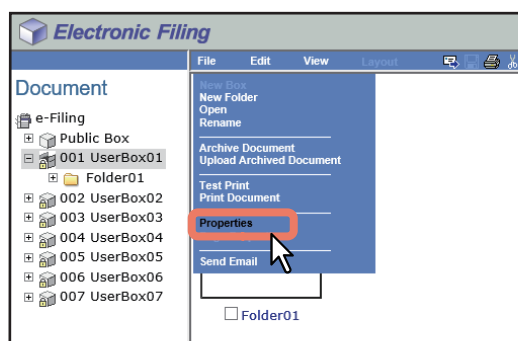 Electronic Filing
File Edit View Layout
Document
e-Filing
Public Box
001 UserBox01
Folder01
002 UserBox02
003 UserBox03
004 UserBox04
005 UserBox05
006 UserBox06
007 UserBox07
New Box
New Folder
Open
Rename
Archive Document
Upload Archived Document
Test Print
Print Document
Properties
Send Email
Folder01